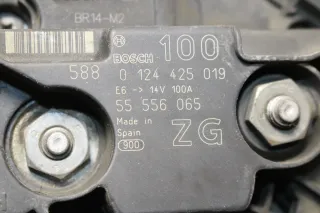 BR14-M2
BOSCH 100
588 0 124 425 019
E6 -> 14V 100A
55 556 065
Made in
Spain ZG
900